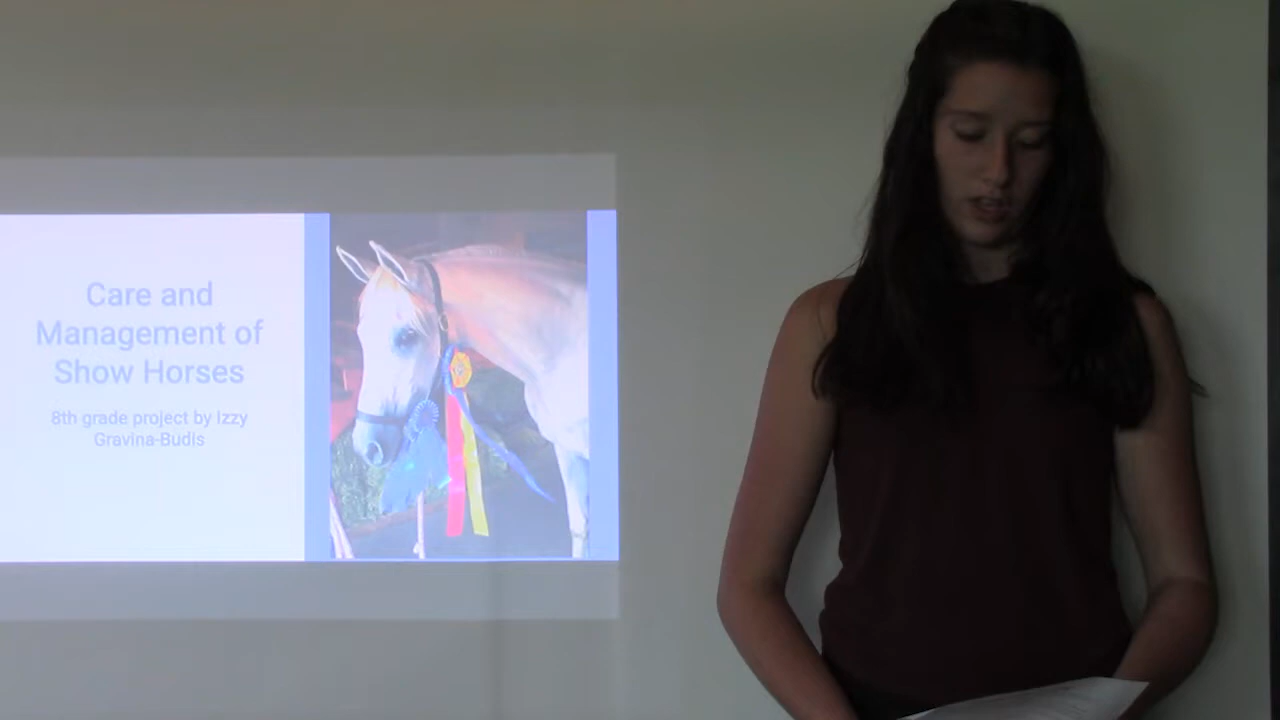 Care and
Management of
Show Horses
8th grade project by Izzy
Gravina-Budis